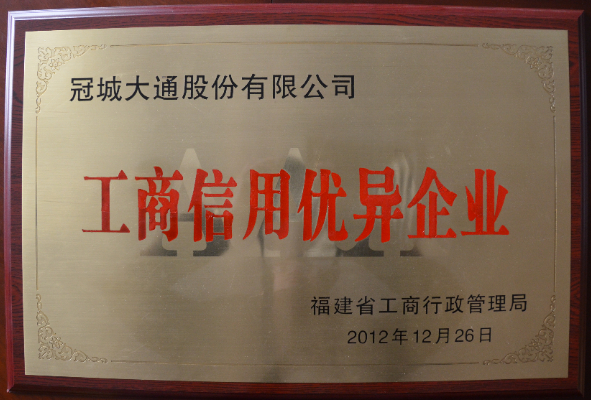 冠城大通股份有限公司
工商信用优异企业
福建省工商行政管理局
2012年12月26日